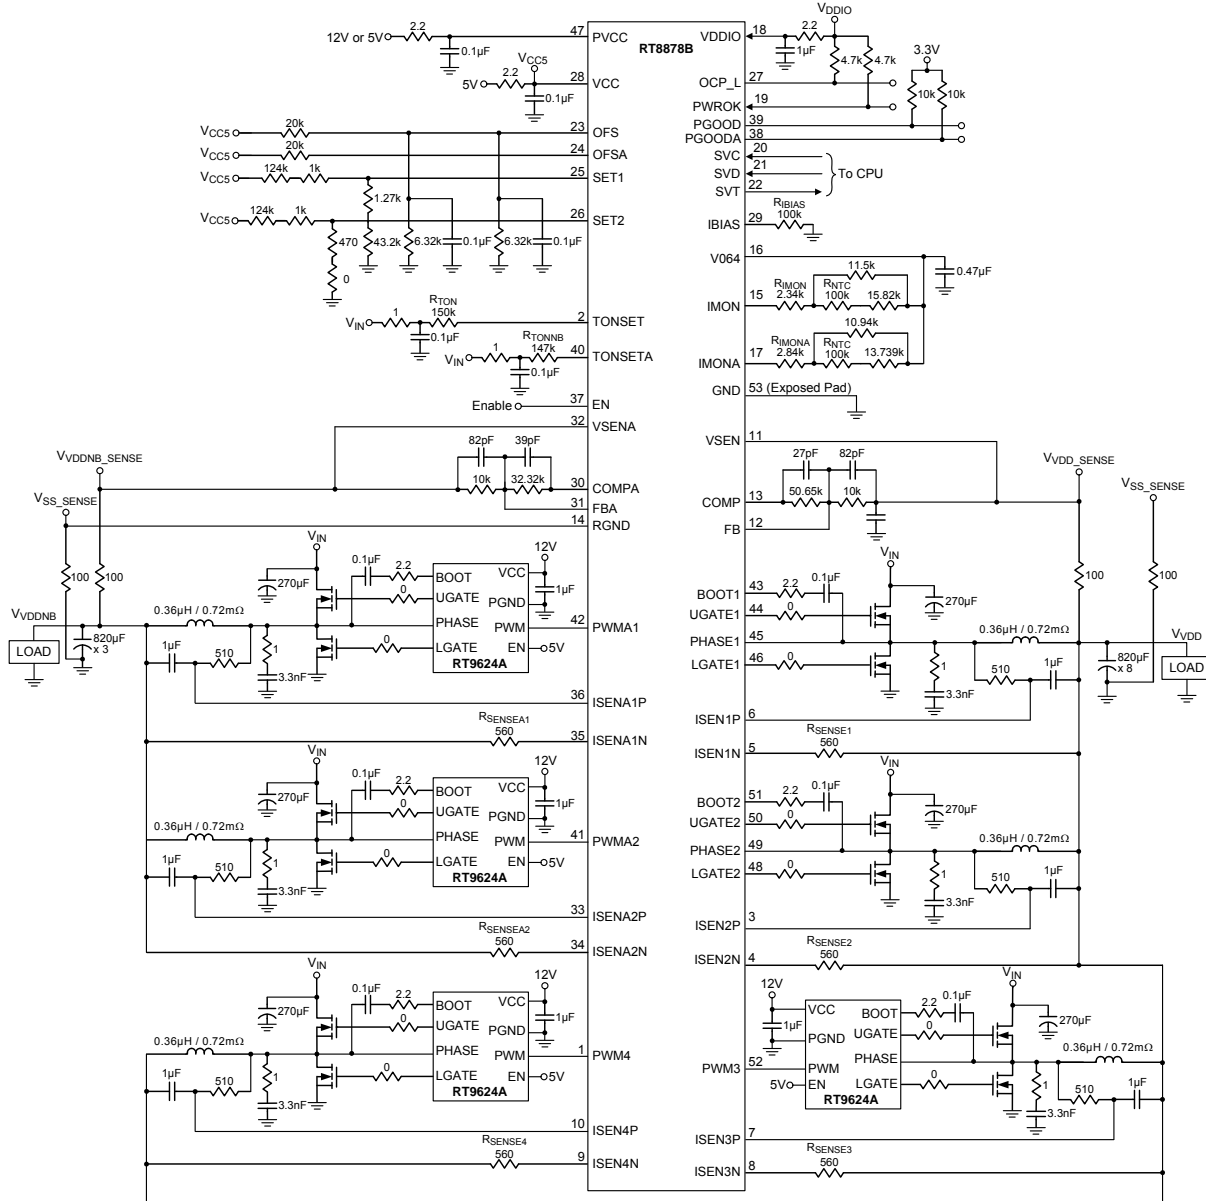 RT8878B
12V or 5V
2.2
0.1µF
47
PVCC
VCC5
5V
2.2
0.1µF
28
VCC
VCC5
20k
23
OFS
VCC5
20k
24
OFSA
VCC5
124k
1k
25
SET1
1.27k
VCC5
124k
1k
26
SET2
470
43.2k
6.32k
0.1µF
6.32k
0.1µF
0
VIN
1
RTON
150k
0.1µF
2
TONSET
VIN
1
RTONNB
147k
0.1µF
40
TONSETA
Enable
37
EN
32
VSENA
82pF
39pF
10k
32.32k
30
COMPA
31
FBA
14
RGND
VVDDNB_SENSE
VSS_SENSE
100
100
VVDDNB
LOAD
820µF
x 3
VIN
270µF
0.1µF
2.2
0
0
BOOT
UGATE
PHASE
LGATE
VCC
PGND
PWM
EN
RT9624A
12V
1µF
5V
42
PWMA1
0.36µH / 0.72mΩ
1µF
510
1
3.3nF
36
ISENA1P
RSENSEA1
560
35
ISENA1N
VIN
270µF
0.1µF
2.2
0
0
BOOT
UGATE
PHASE
LGATE
VCC
PGND
PWM
EN
RT9624A
12V
1µF
5V
41
PWMA2
0.36µH / 0.72mΩ
1µF
510
1
3.3nF
33
ISENA2P
RSENSEA2
560
34
ISENA2N
VIN
270µF
0.1µF
2.2
0
0
BOOT
UGATE
PHASE
LGATE
VCC
PGND
PWM
EN
RT9624A
12V
1µF
5V
1
PWM4
0.36µH / 0.72mΩ
1µF
510
1
3.3nF
10
ISEN4P
RSENSE4
560
9
ISEN4N
VDDIO
18
1µF
2.2
VDDIO
4.7k
4.7k
3.3V
10k
10k
OCP_L
27
PWROK
19
PGOOD
39
PGOODA
38
SVC
20
SVD
21
SVT
22
To CPU
IBIAS
29
RIBIAS
100k
V064
16
0.47µF
11.5k
IMON
15
RIMON
2.34k
RNTC
100k
15.82k
10.94k
IMONA
17
RIMONA
2.84k
RNTC
100k
13.739k
GND
53 (Exposed Pad)
VSEN
11
27pF
82pF
COMP
13
50.65k
10k
FB
12
VVDD_SENSE
VSS_SENSE
100
100
VIN
270µF
BOOT1
43
2.2
0.1µF
UGATE1
44
0
PHASE1
45
LGATE1
46
0
0.36µH / 0.72mΩ
1
3.3nF
510
1µF
820µF
x 8
VVDD
LOAD
ISEN1P
6
ISEN1N
5
RSENSE1
560
VIN
270µF
BOOT2
51
2.2
0.1µF
UGATE2
50
0
PHASE2
49
LGATE2
48
0
0.36µH / 0.72mΩ
1
3.3nF
510
1µF
ISEN2P
3
ISEN2N
4
RSENSE2
560
12V
1µF
VCC
PGND
PWM
EN
BOOT
UGATE
PHASE
LGATE
RT9624A
5V
PWM3
52
2.2
0.1µF
0
0
VIN
270µF
0.36µH / 0.72mΩ
1
3.3nF
510
1µF
ISEN3P
7
ISEN3N
8
RSENSE3
560